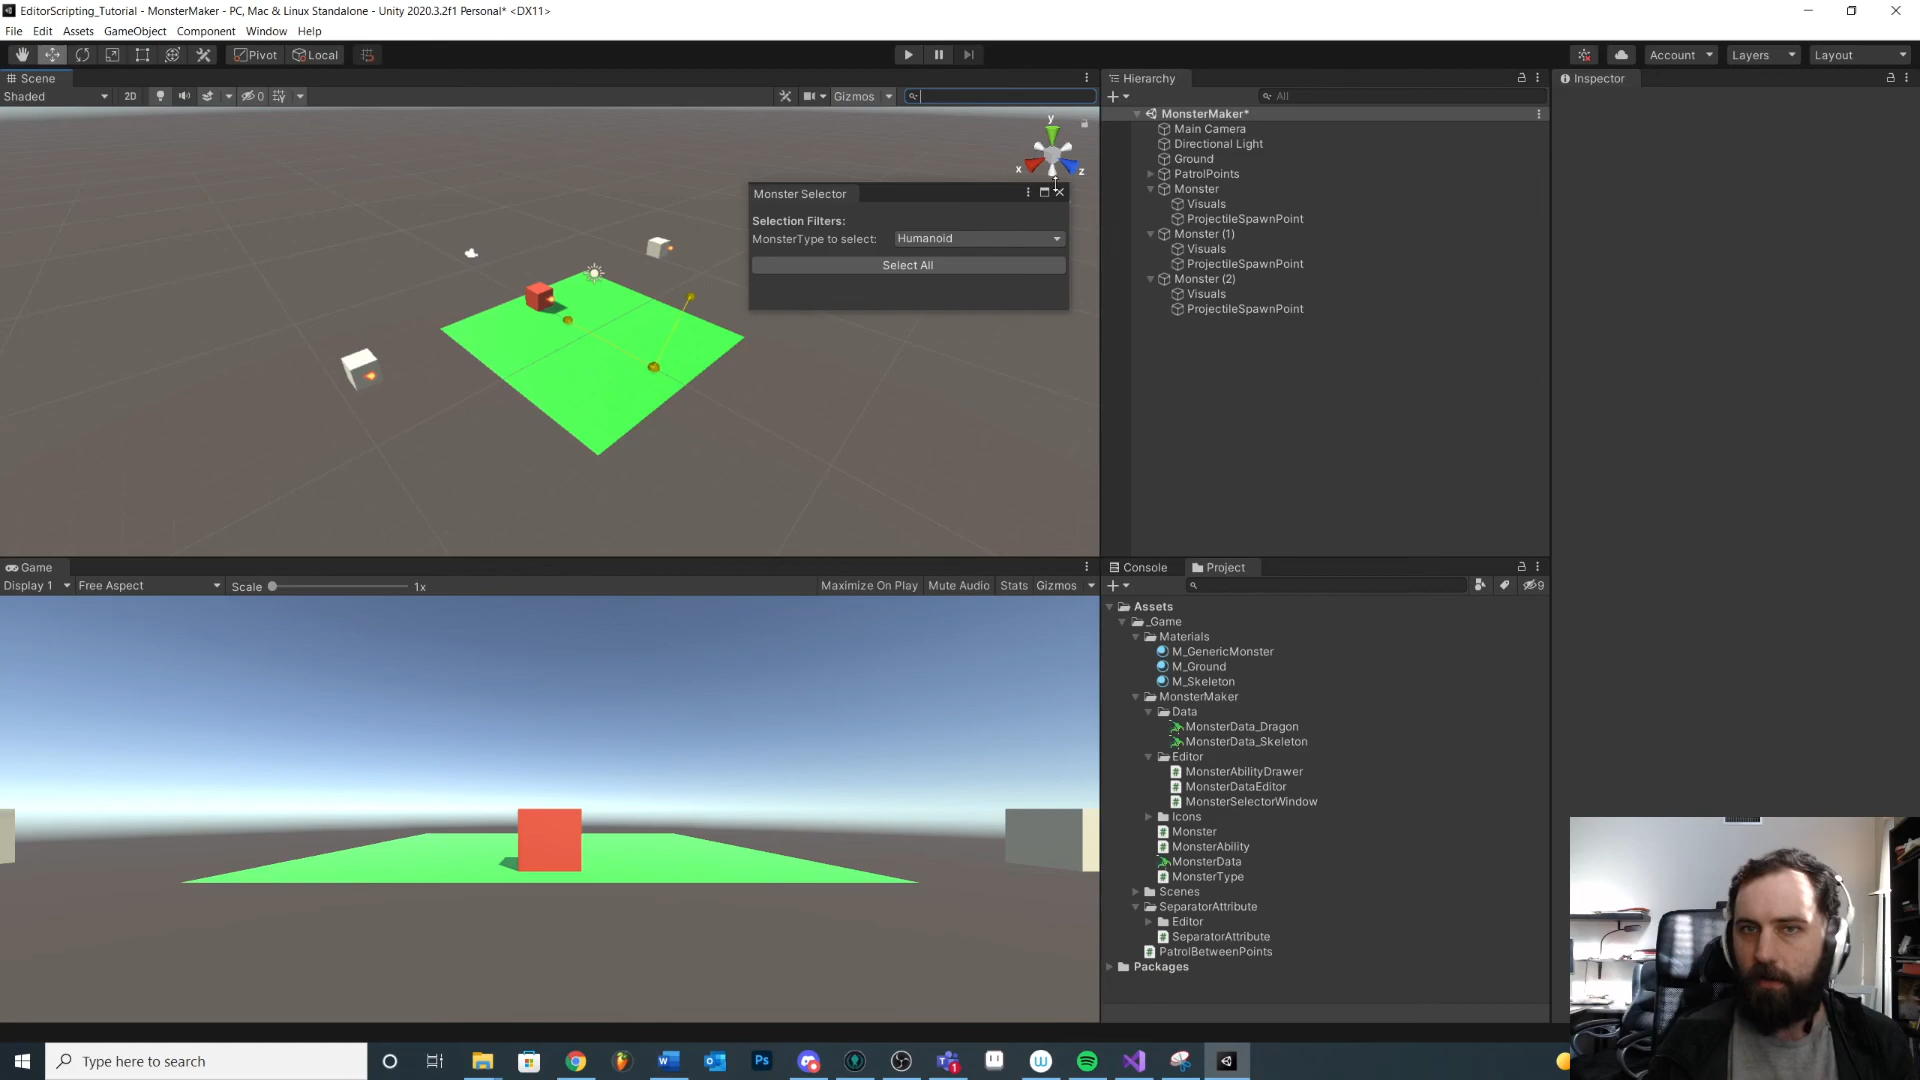 EditorScripting_Tutorial - MonsterMaker - PC, Mac & Linux Standalone - Unity 2020.3.2f1 Personal* <DX11>
File Edit Assets GameObject Component Window Help
Pivot Local Account Layers Layout
Scene
Shaded 2D 0 Gizmos
y
x z
Monster Selector
Selection Filters:
MonsterType to select: Humanoid
Select All
Hierarchy
All
MonsterMaker*
Main Camera
Directional Light
Ground
PatrolPoints
Monster
Visuals
ProjectileSpawnPoint
Monster (1)
Visuals
ProjectileSpawnPoint
Monster (2)
Visuals
ProjectileSpawnPoint
Inspector
Game
Display 1 Free Aspect Scale 1x Maximize On Play Mute Audio Stats Gizmos
Console Project
9
Assets
_Game
Materials
M_GenericMonster
M_Ground
M_Skeleton
MonsterMaker
Data
MonsterData_Dragon
MonsterData_Skeleton
Editor
MonsterAbilityDrawer
MonsterDataEditor
MonsterSelectorWindow
Icons
Monster
MonsterAbility
MonsterData
MonsterType
Scenes
SeparatorAttribute
Editor
SeparatorAttribute
PatrolBetweenPoints
Packages
Type here to search